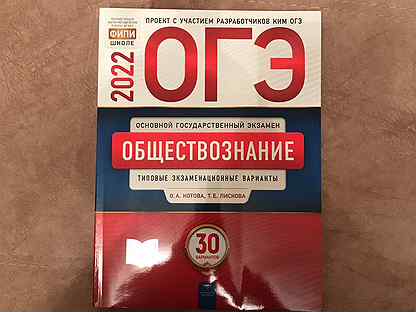 ПРОЕКТ С УЧАСТИЕМ РАЗРАБОТЧИКОВ КИМ ОГЭ
ФИПИ
ШКОЛЕ
2022
ОГЭ
ОСНОВНОЙ ГОСУДАРСТВЕННЫЙ ЭКЗАМЕН
ОБЩЕСТВОЗНАНИЕ
ТИПОВЫЕ ЭКЗАМЕНАЦИОННЫЕ ВАРИАНТЫ
О. А. КОТОВА, Т. Е. ЛИСКОВА
30
ВАРИАНТОВ